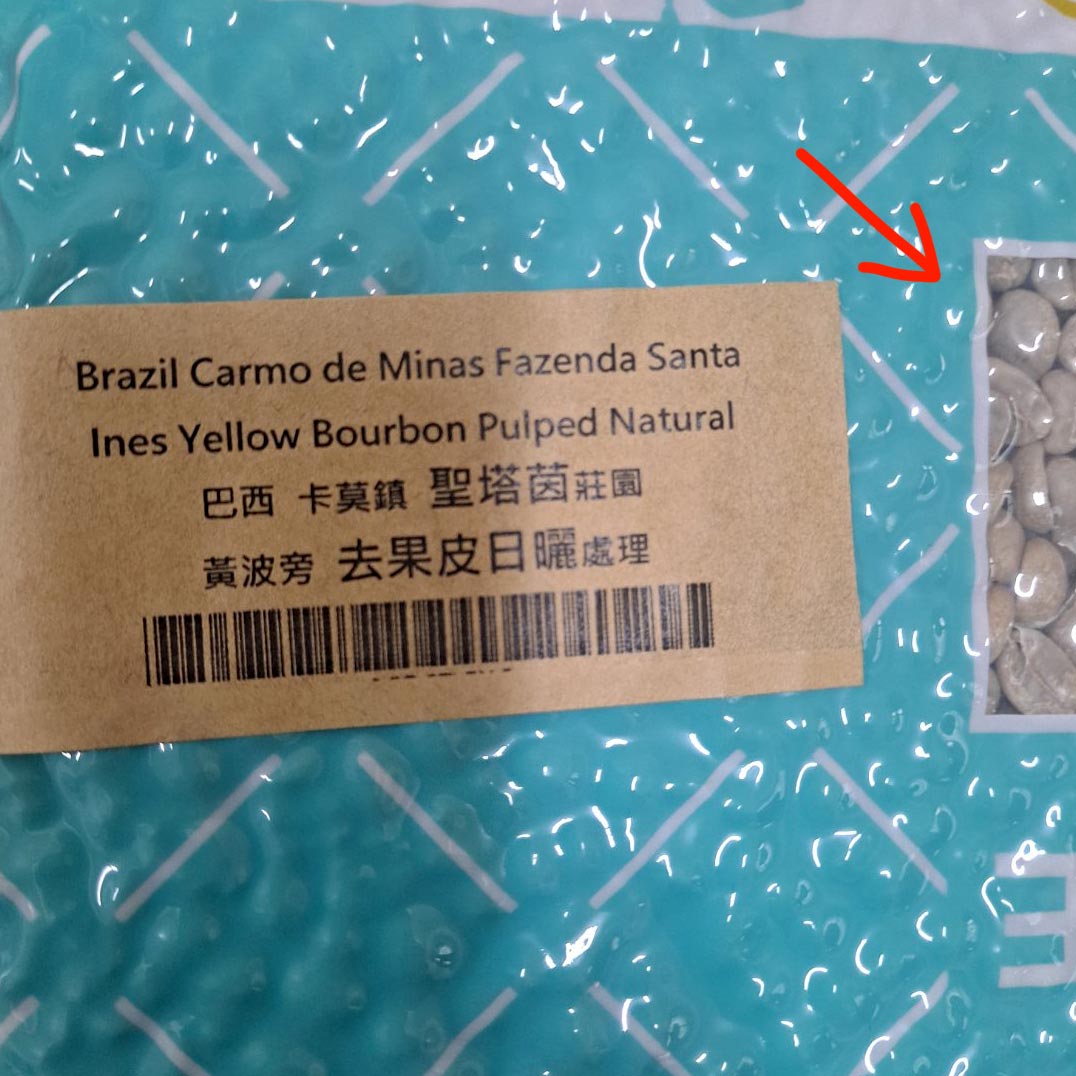 Brazil Carmo de Minas Fazenda Santa
Ines Yellow Bourbon Pulped Natural
巴西 卡莫鎮 聖塔茵莊園
黃波旁 去果皮日曬處理